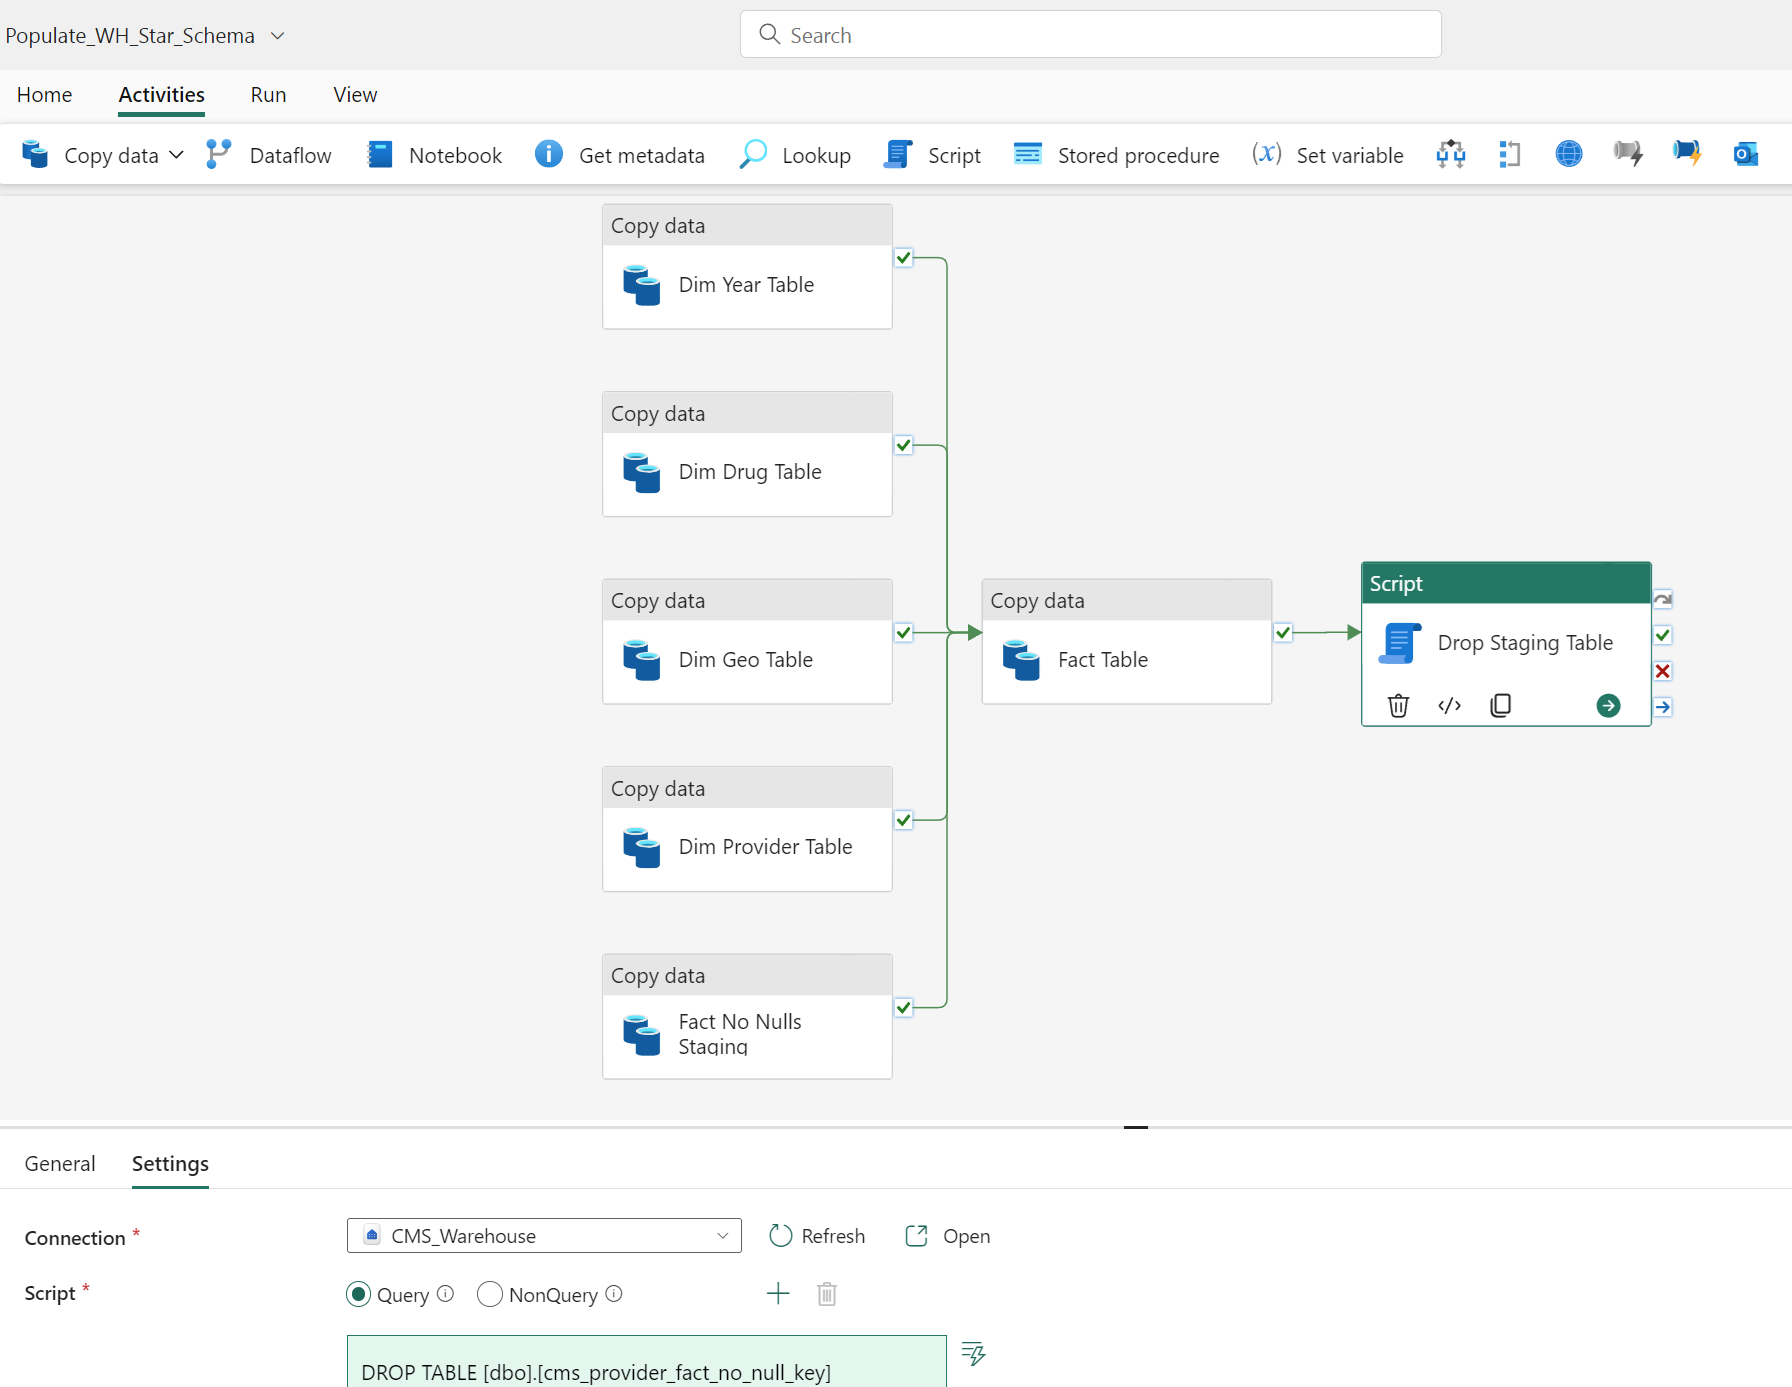 Populate_WH_Star_Schema
Search
Home Activities Run View
Copy data Dataflow Notebook Get metadata Lookup Script Stored procedure (x) Set variable
Copy data
Dim Year Table
Copy data
Dim Drug Table
Copy data
Dim Geo Table
Copy data
Fact Table
Script
Drop Staging Table
Copy data
Dim Provider Table
Copy data
Fact No Nulls
Staging
General Settings
Connection * CMS_Warehouse Refresh Open
Script * Query NonQuery
DROP TABLE [dbo].[cms_provider_fact_no_null_key]